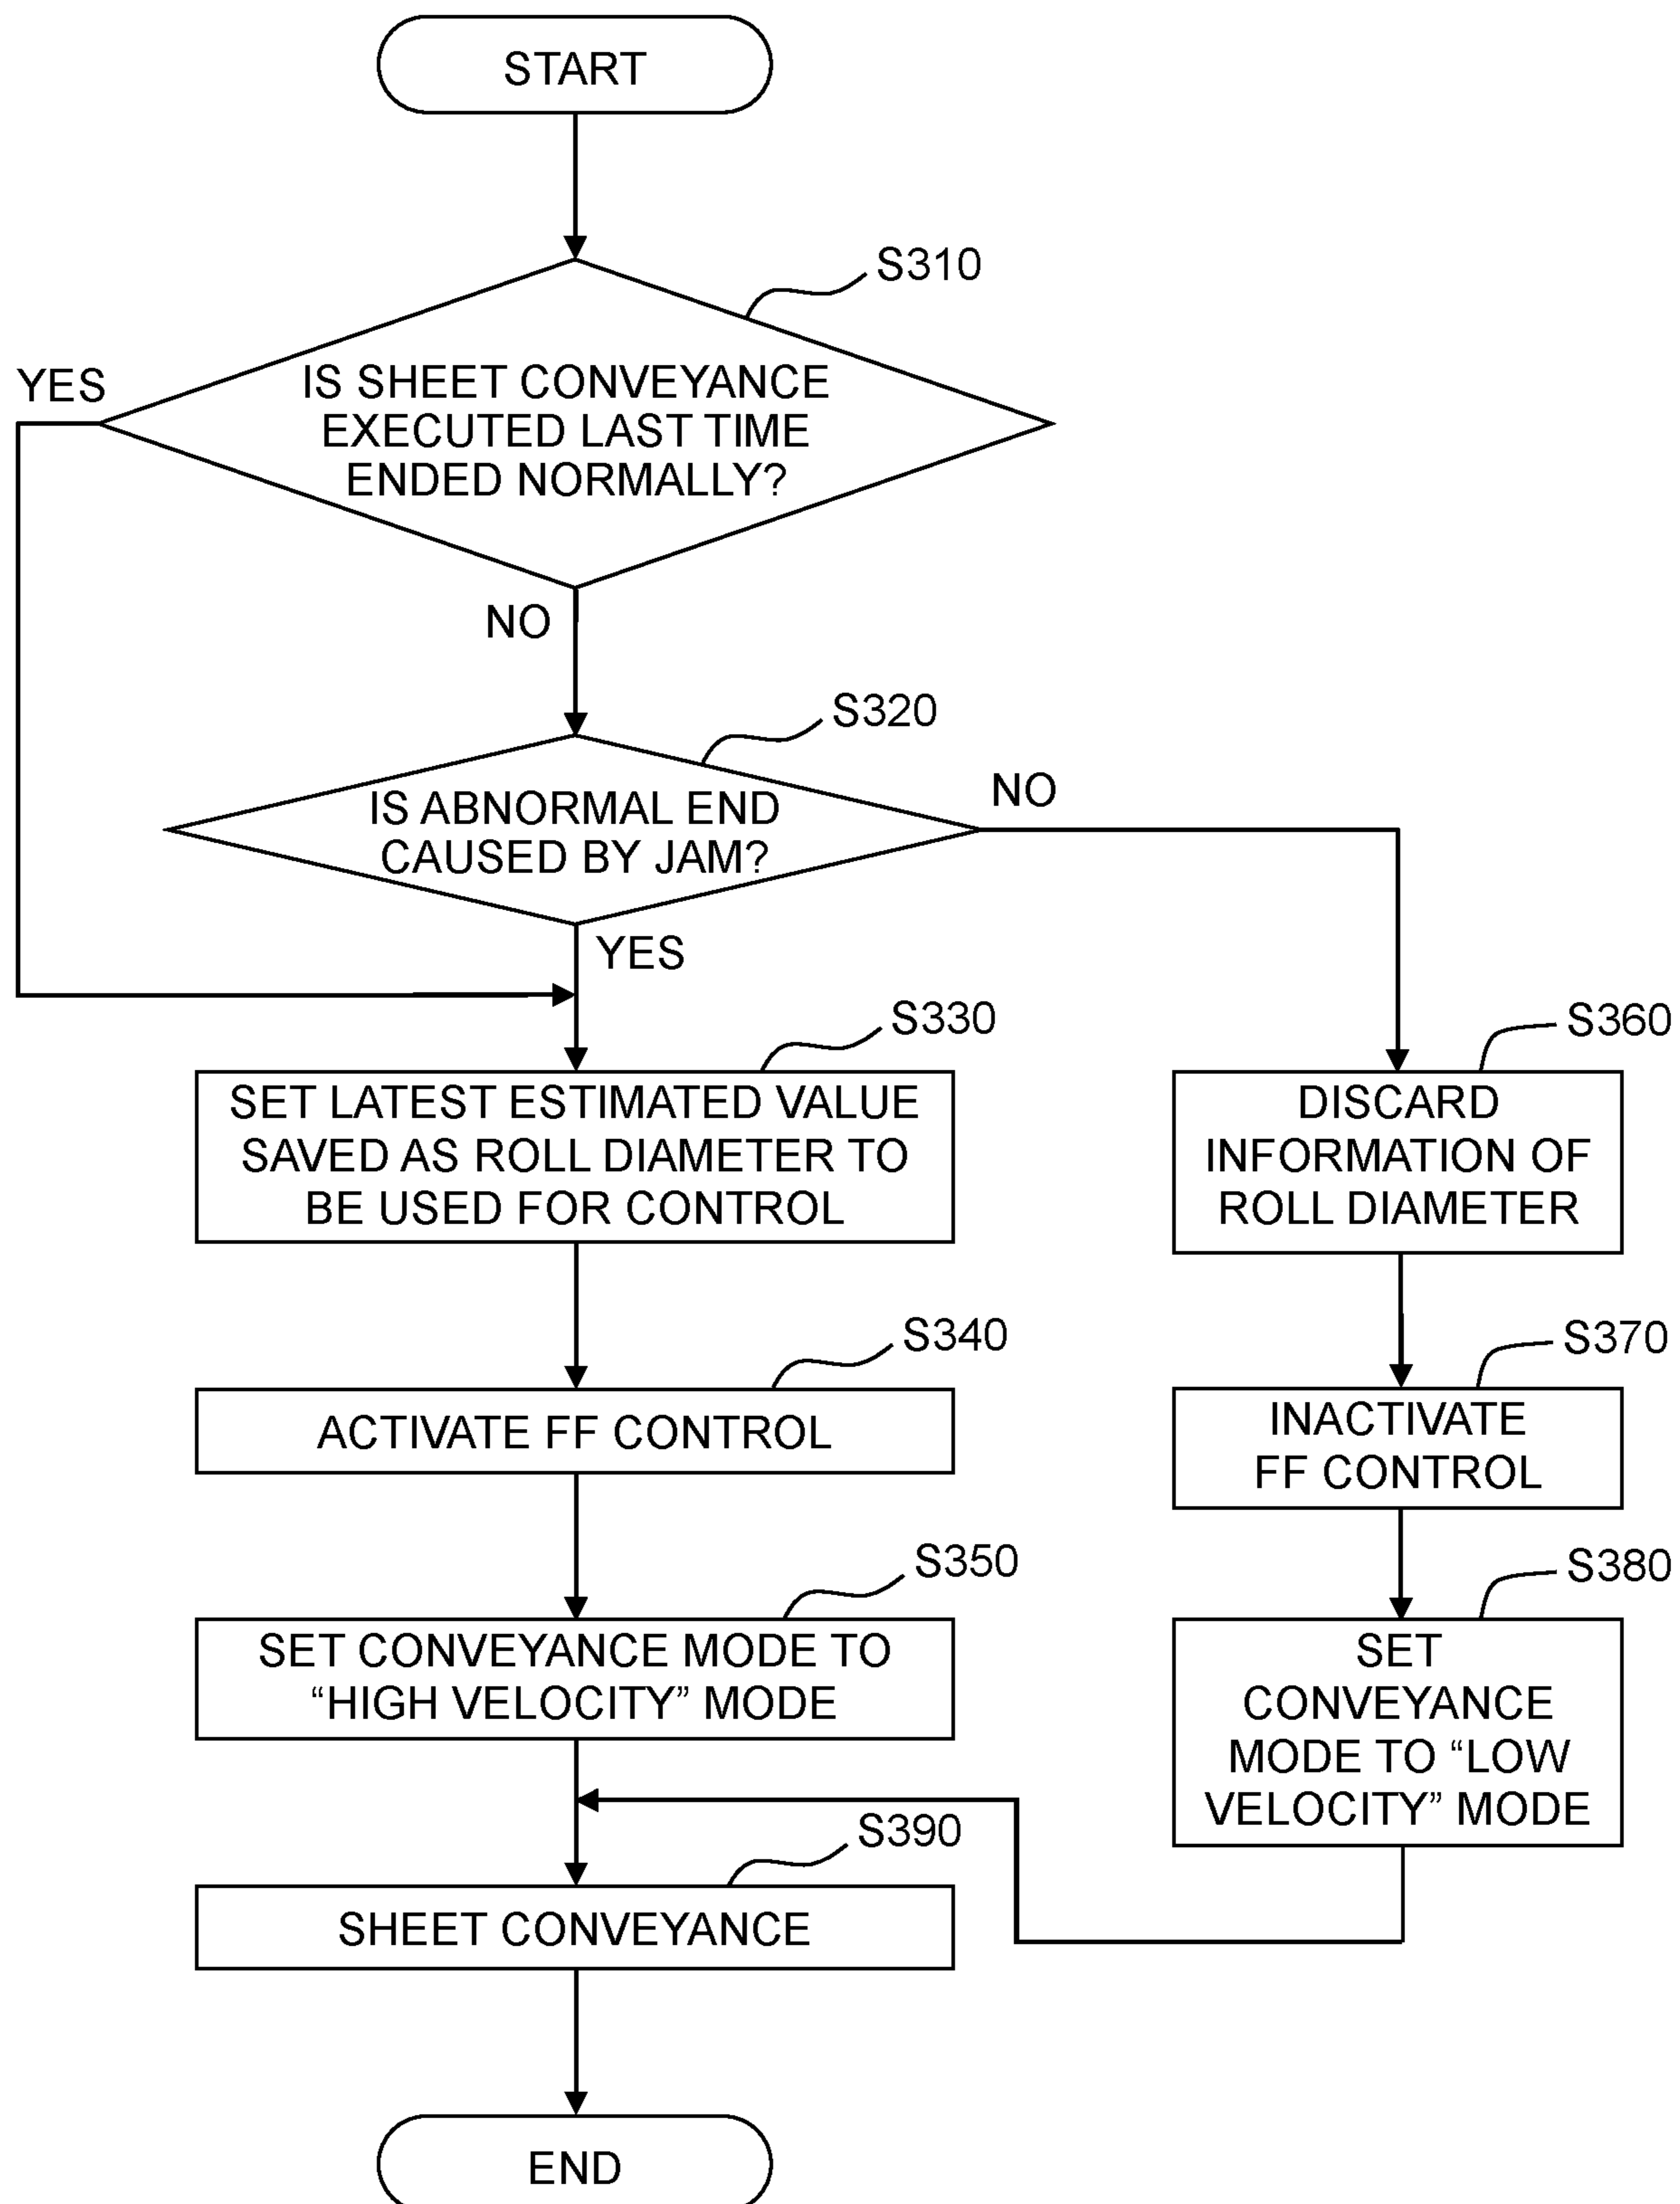 START
S310
YES
IS SHEET CONVEYANCE
EXECUTED LAST TIME
ENDED NORMALLY?
NO
S320
NO
IS ABNORMAL END
CAUSED BY JAM?
YES
S330
SET LATEST ESTIMATED VALUE
SAVED AS ROLL DIAMETER TO
BE USED FOR CONTROL
S360
DISCARD
INFORMATION OF
ROLL DIAMETER
S340
ACTIVATE FF CONTROL
S370
INACTIVATE
FF CONTROL
S350
SET CONVEYANCE MODE TO
“HIGH VELOCITY” MODE
S380
SET
CONVEYANCE
MODE TO “LOW
VELOCITY” MODE
S390
SHEET CONVEYANCE
END